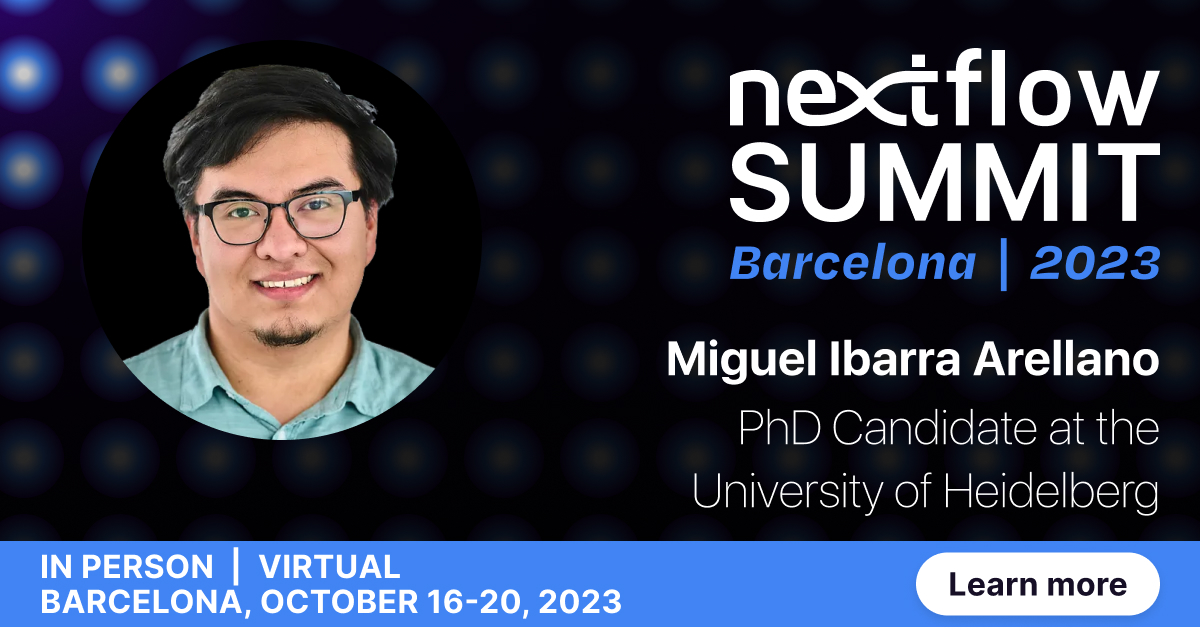 nextflow
SUMMIT
Barcelona | 2023
Miguel Ibarra Arellano
PhD Candidate at the
University of Heidelberg
IN PERSON | VIRTUAL
BARCELONA, OCTOBER 16-20, 2023
Learn more